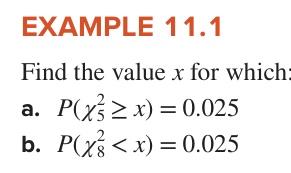 EXAMPLE 11.1
Find the value x for which:
a. P(χ²₅ ≥ x) = 0.025
b. P(χ²₈ < x) = 0.025